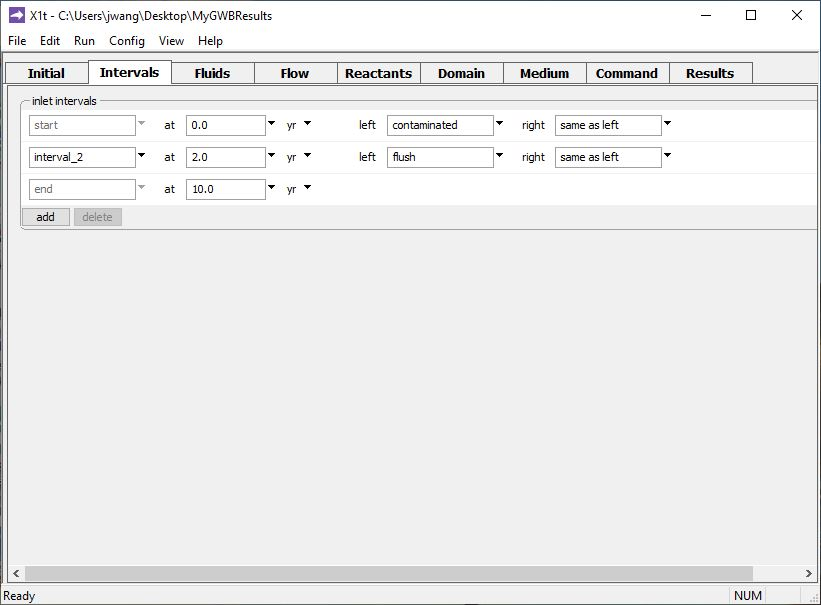 X1t - C:\Users\jwang\Desktop\MyGWBResults
File Edit Run Config View Help
Initial Intervals Fluids Flow Reactants Domain Medium Command Results
inlet intervals
start at 0.0 yr left contaminated right same as left
interval_2 at 2.0 yr left flush right same as left
end at 10.0 yr
add delete
Ready NUM